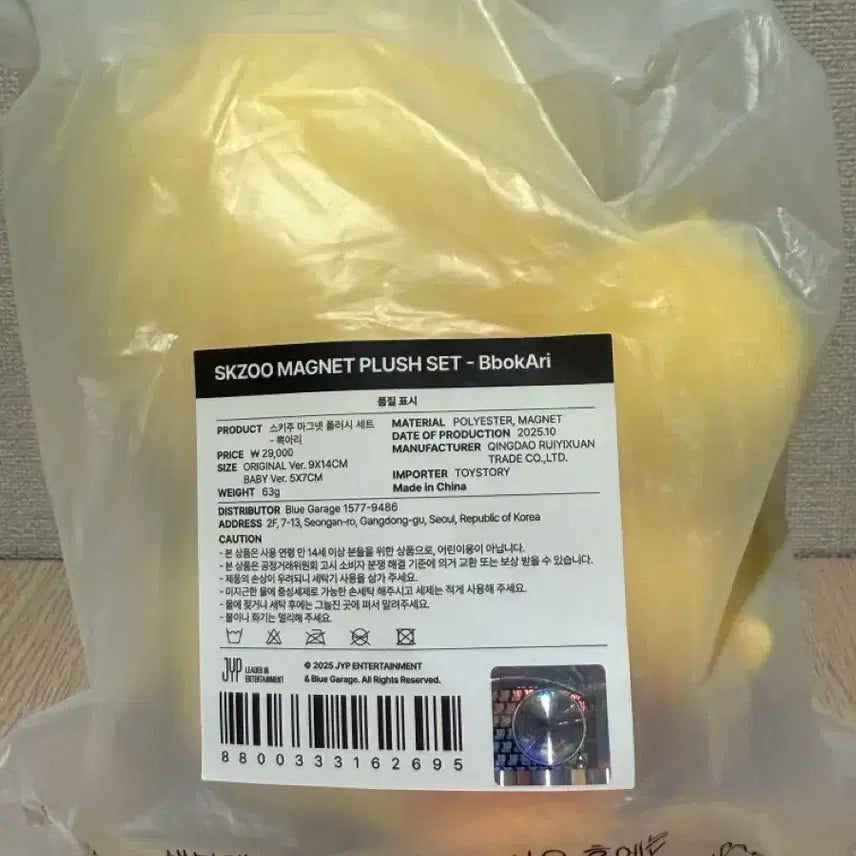 SKZOO MAGNET PLUSH SET - BbokAri
품질 표시
PRODUCT 스키주 마그넷 플러시 세트
- 뽁아리
PRICE ₩ 29,000
SIZE ORIGINAL Ver. 9X14CM
BABY Ver. 5X7CM
WEIGHT 63g
MATERIAL POLYESTER, MAGNET
DATE OF PRODUCTION 2025.10
MANUFACTURER QINGDAO RUIYIXUAN
TRADE CO.,LTD.
IMPORTER TOYSTORY
Made in China
DISTRIBUTOR Blue Garage 1577-9486
ADDRESS 2F, 7-13, Seongan-ro, Gangdong-gu, Seoul, Republic of Korea
CAUTION
- 본 상품은 사용 연령 만 14세 이상 분들을 위한 상품으로, 어린이용이 아닙니다.
- 본 상품은 공정거래위원회 고시 소비자 분쟁 해결 기준에 의거 교환 또는 보상 받을 수 있습니다.
- 제품의 손상이 우려되니 세탁기 사용을 삼가 주세요.
- 미지근한 물에 중성세제로 가능한 손세탁 해주시고 세제는 적게 사용해 주세요.
- 물에 젖거나 세탁 후에는 그늘진 곳에 펴서 말려주세요.
- 불이나 화기는 멀리해 주세요.
JYP LEADER IN
ENTERTAINMENT
© 2025 JYP ENTERTAINMENT
& Blue Garage. All Rights Reserved.
8800331 62695